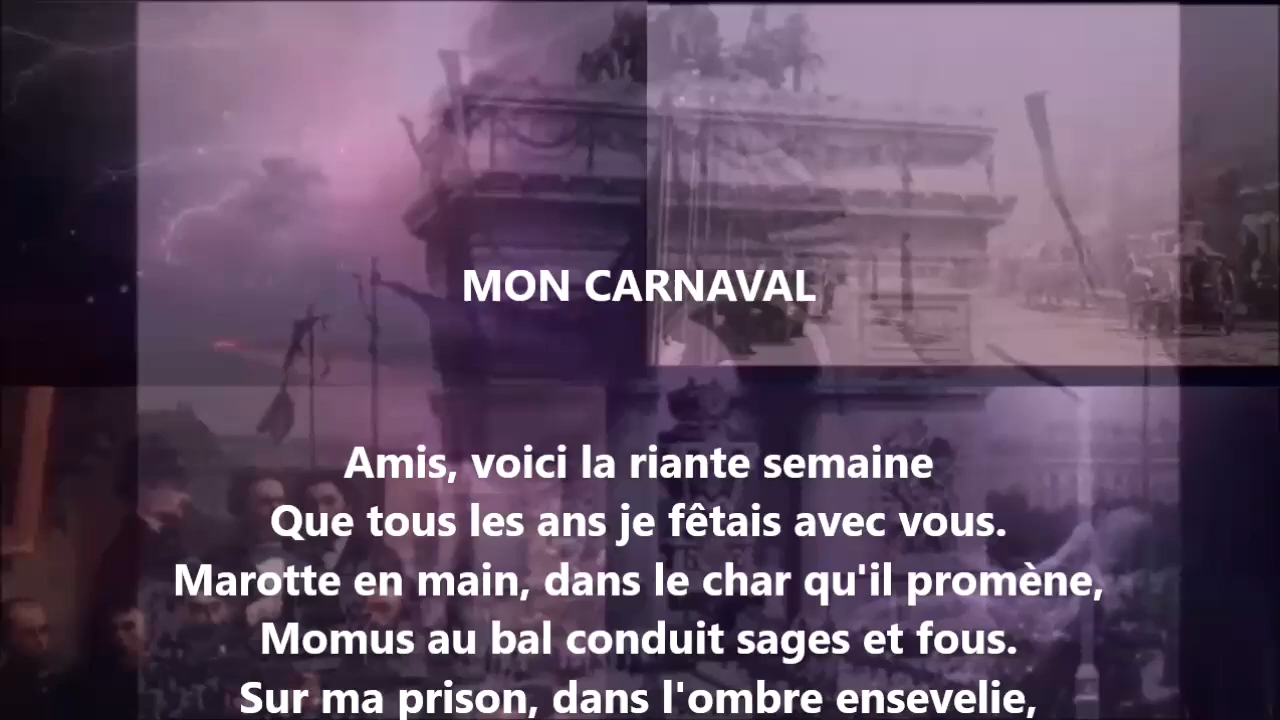 MON CARNAVAL
Amis, voici la riante semaine
Que tous les ans je fêtais avec vous.
Marotte en main, dans le char qu'il promène,
Momus au bal conduit sages et fous.
Sur ma prison, dans l'ombre ensevelie,